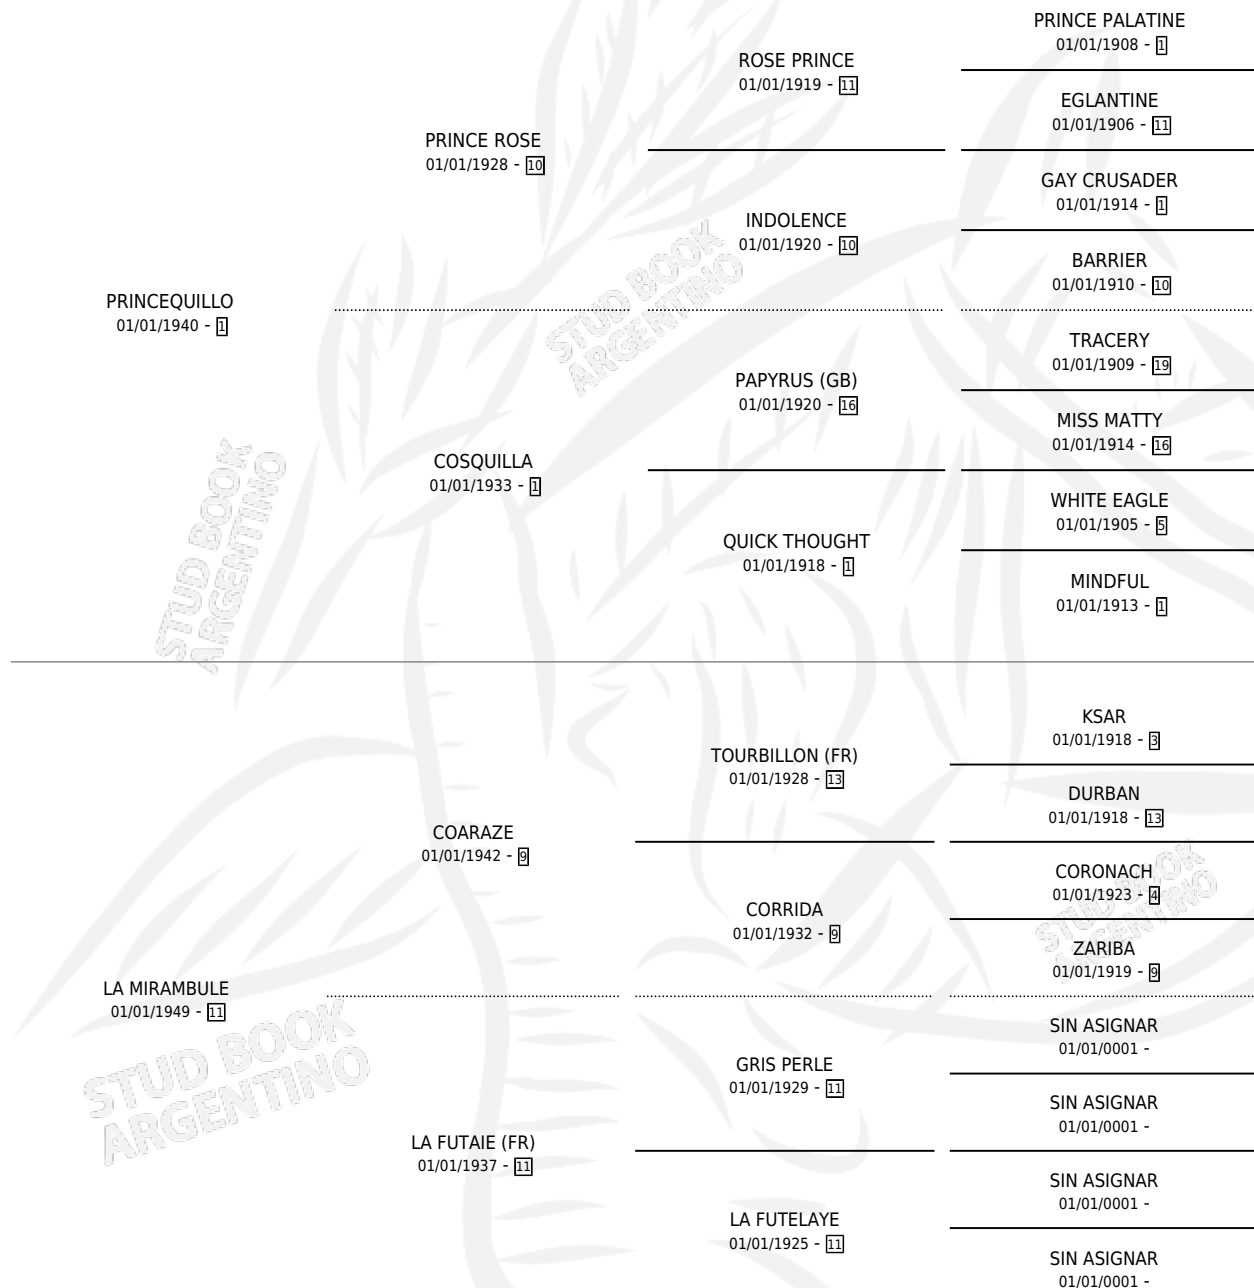 PRINCE PALATINE
01/01/1908 - 1
ROSE PRINCE
01/01/1919 - 11
EGLANTINE
01/01/1906 - 11
PRINCE ROSE
01/01/1928 - 10
GAY CRUSADER
01/01/1914 - 1
INDOLENCE
01/01/1920 - 10
BARRIER
01/01/1910 - 10
PRINCEQUILLO
01/01/1940 - 1
TRACERY
01/01/1909 - 19
PAPYRUS (GB)
01/01/1920 - 16
MISS MATTY
01/01/1914 - 16
COSQUILLA
01/01/1933 - 1
WHITE EAGLE
01/01/1905 - 5
QUICK THOUGHT
01/01/1918 - 1
MINDFUL
01/01/1913 - 1
KSAR
01/01/1918 - 3
TOURBILLON (FR)
01/01/1928 - 13
DURBAN
01/01/1918 - 13
COARAZE
01/01/1942 - 9
CORONACH
01/01/1923 - 4
CORRIDA
01/01/1932 - 9
ZARIBA
01/01/1919 - 9
LA MIRAMBULE
01/01/1949 - 11
SIN ASIGNAR
01/01/0001 -
GRIS PERLE
01/01/1929 - 11
SIN ASIGNAR
01/01/0001 -
LA FUTAIE (FR)
01/01/1937 - 11
SIN ASIGNAR
01/01/0001 -
LA FUTELAYE
01/01/1925 - 11
SIN ASIGNAR
01/01/0001 -
STUD BOOK
ARGENTINO
STUD BOOK
ARGENTINO
STUD BOOK
ARGENTINO
STUD BOOK
ARGENTINO